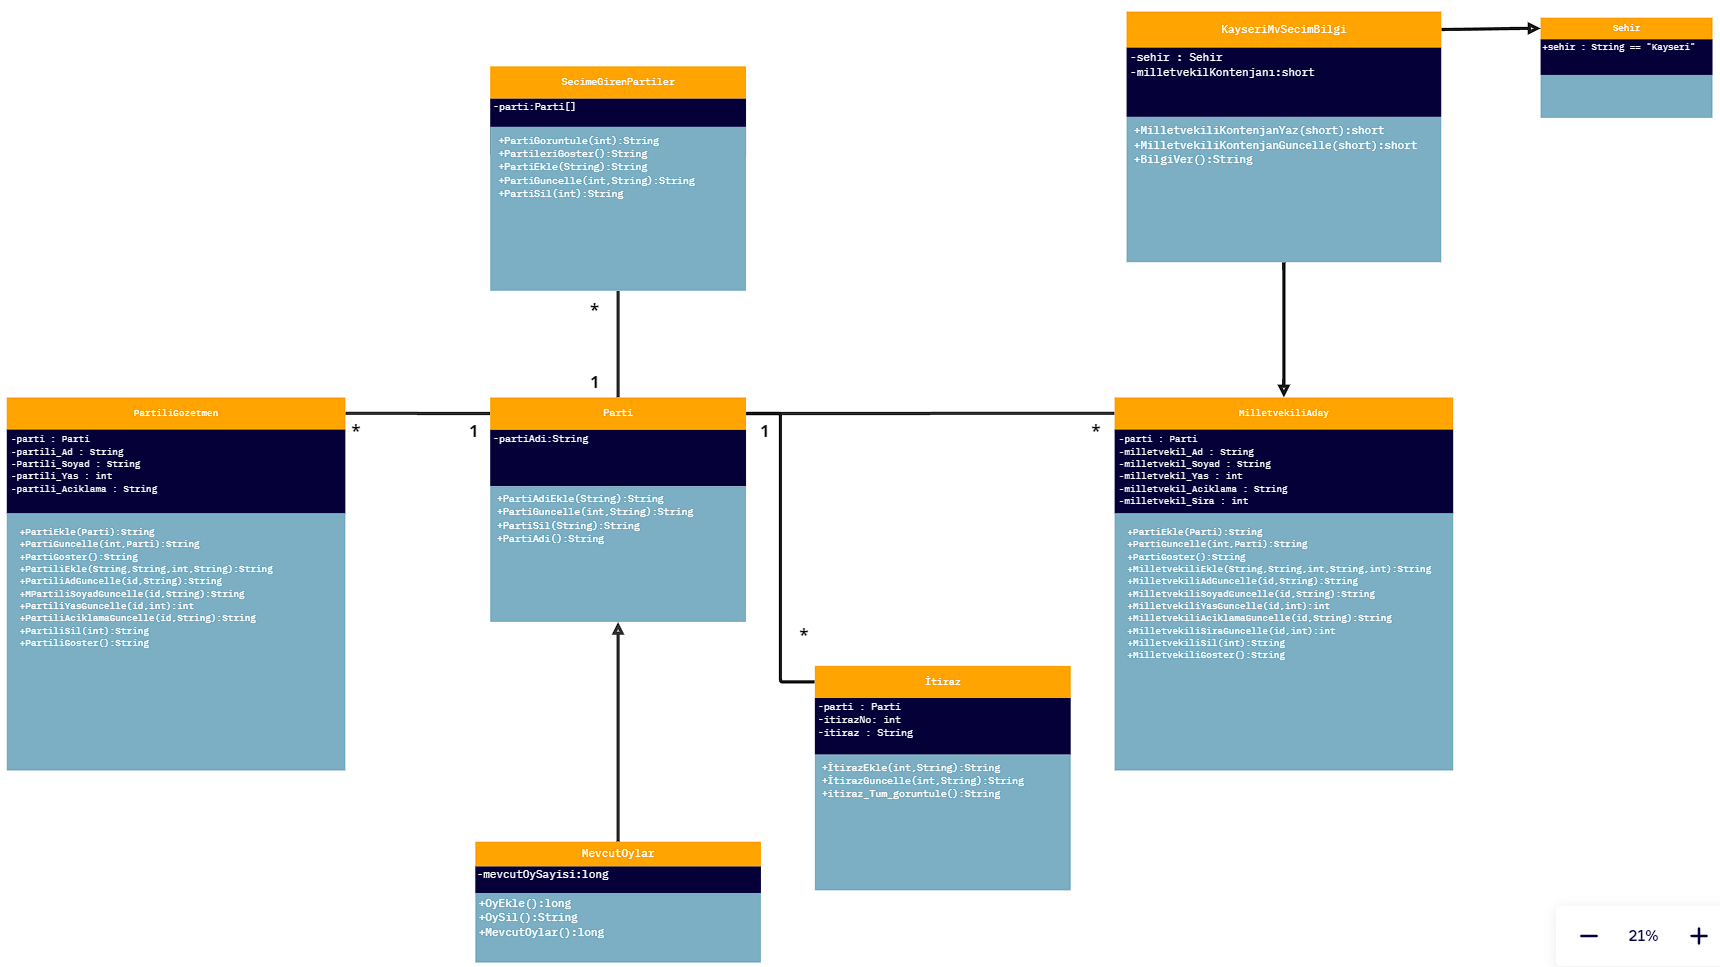 SecimeGirenPartiler
-parti:Parti[]
+PartiGoruntule(int):String
+PartileriGoster():String
+PartiEkle(String):String
+PartiGuncelle(int,String):String
+PartiSil(int):String
KayseriMvSecimBilgi
-sehir : Sehir
-milletvekilKontenjanı:short
+MilletvekiliKontenjanYaz(short):short
+MilletvekiliKontenjanGuncelle(short):short
+BilgiVer():String
Sehir
+sehir : String == "Kayseri"
*
1
PartiliGozetmen
-parti : Parti
-partili_Ad : String
-Partili_Soyad : String
-partili_Yas : int
-partili_Aciklama : String
+PartiEkle(Parti):String
+PartiGuncelle(int,Parti):String
+PartiGoster():String
+PartiliEkle(String,String,int,String):String
+PartiliAdGuncelle(id,String):String
+MPartiliSoyadGuncelle(id,String):String
+PartiliYasGuncelle(id,int):int
+PartiliAciklamaGuncelle(id,String):String
+PartiliSil(int):String
+PartiliGoster():String
*
1
Parti
-partiAdi:String
+PartiAdiEkle(String):String
+PartiGuncelle(int,String):String
+PartiSil(String):String
+PartiAdi():String
1
*
MilletvekiliAday
-parti : Parti
-milletvekil_Ad : String
-milletvekil_Soyad : String
-milletvekil_Yas : int
-milletvekil_Aciklama : String
-milletvekil_Sira : int
+PartiEkle(Parti):String
+PartiGuncelle(int,Parti):String
+PartiGoster():String
+MilletvekiliEkle(String,String,int,String,int):String
+MilletvekiliAdGuncelle(id,String):String
+MilletvekiliSoyadGuncelle(id,String):String
+MilletvekiliYasGuncelle(id,int):int
+MilletvekiliAciklamaGuncelle(id,String):String
+MilletvekiliSiraGuncelle(id,int):int
+MilletvekiliSil(int):String
+MilletvekiliGoster():String
*
İtiraz
-parti : Parti
-itirazNo: int
-itiraz : String
+İtirazEkle(int,String):String
+İtirazGuncelle(int,String):String
+itiraz_Tum_goruntule():String
MevcutOylar
-mevcutOySayisi:long
+OyEkle():long
+OySil():String
+MevcutOylar():long
− 21% +